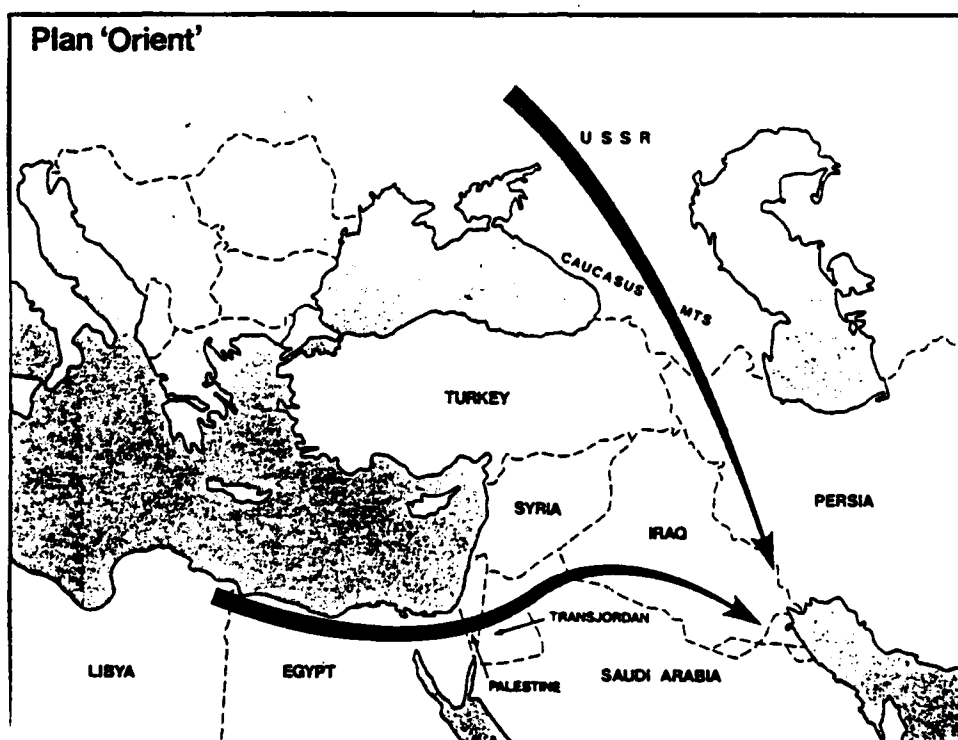 Plan 'Orient'
USSR
CAUCASUS MTS
TURKEY
SYRIA
PERSIA
IRAQ
TRANSJORDAN
LIBYA
EGYPT
PALESTINE
SAUDI ARABIA